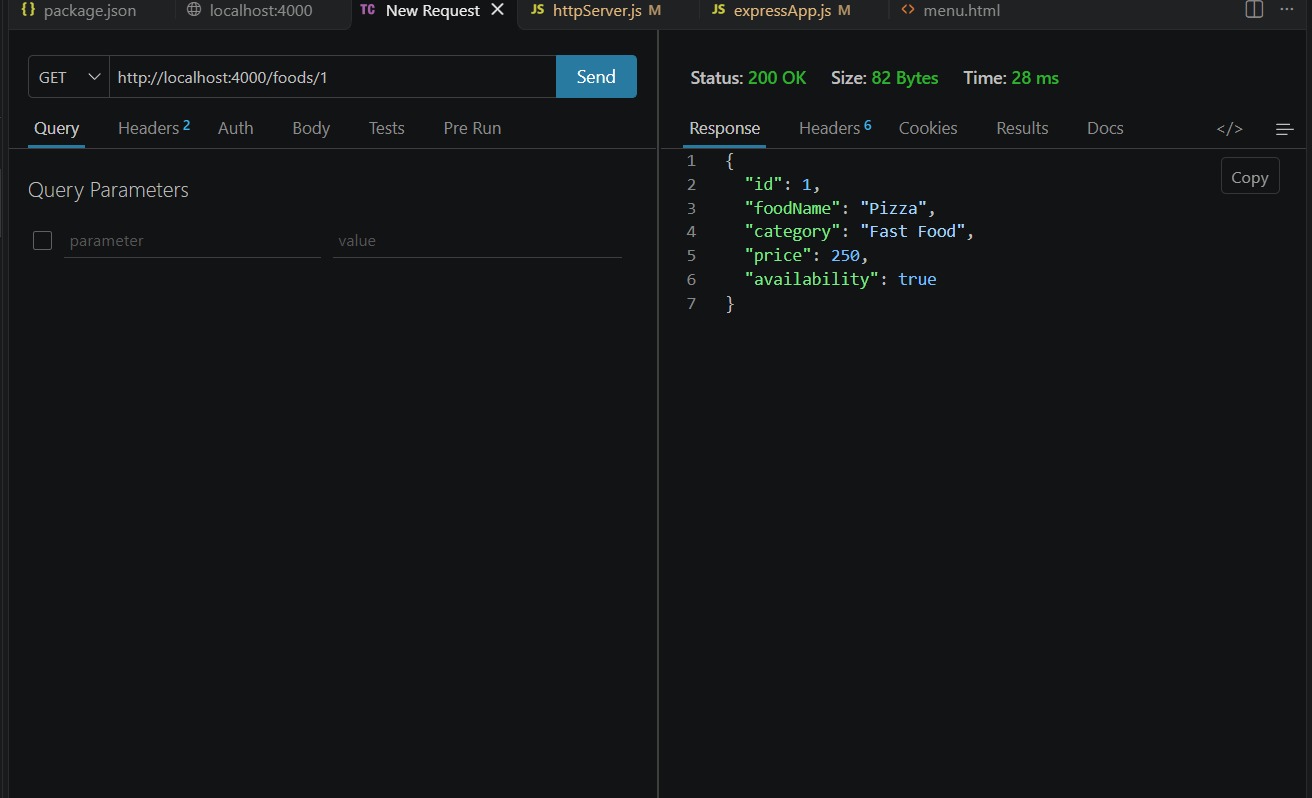 {} package.json localhost:4000 TC New Request JS httpServer.js M JS expressApp.js M <> menu.html
GET http://localhost:4000/foods/1 Send
Query Headers 2 Auth Body Tests Pre Run
Query Parameters
parameter value
Status: 200 OK Size: 82 Bytes Time: 28 ms
Response Headers 6 Cookies Results Docs </>
Copy
1 {
2 "id": 1,
3 "foodName": "Pizza",
4 "category": "Fast Food",
5 "price": 250,
6 "availability": true
7 }